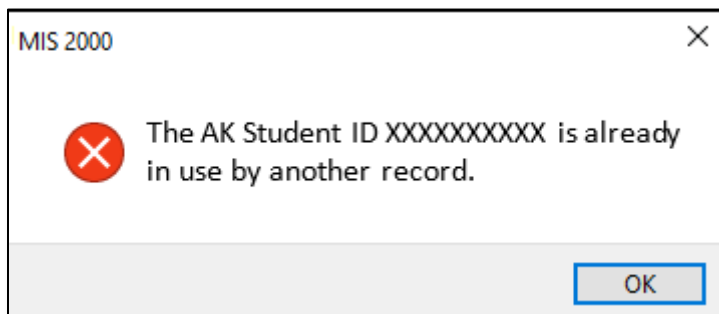 MIS 2000
The AK Student ID XXXXXXXXXX is already
in use by another record.
OK